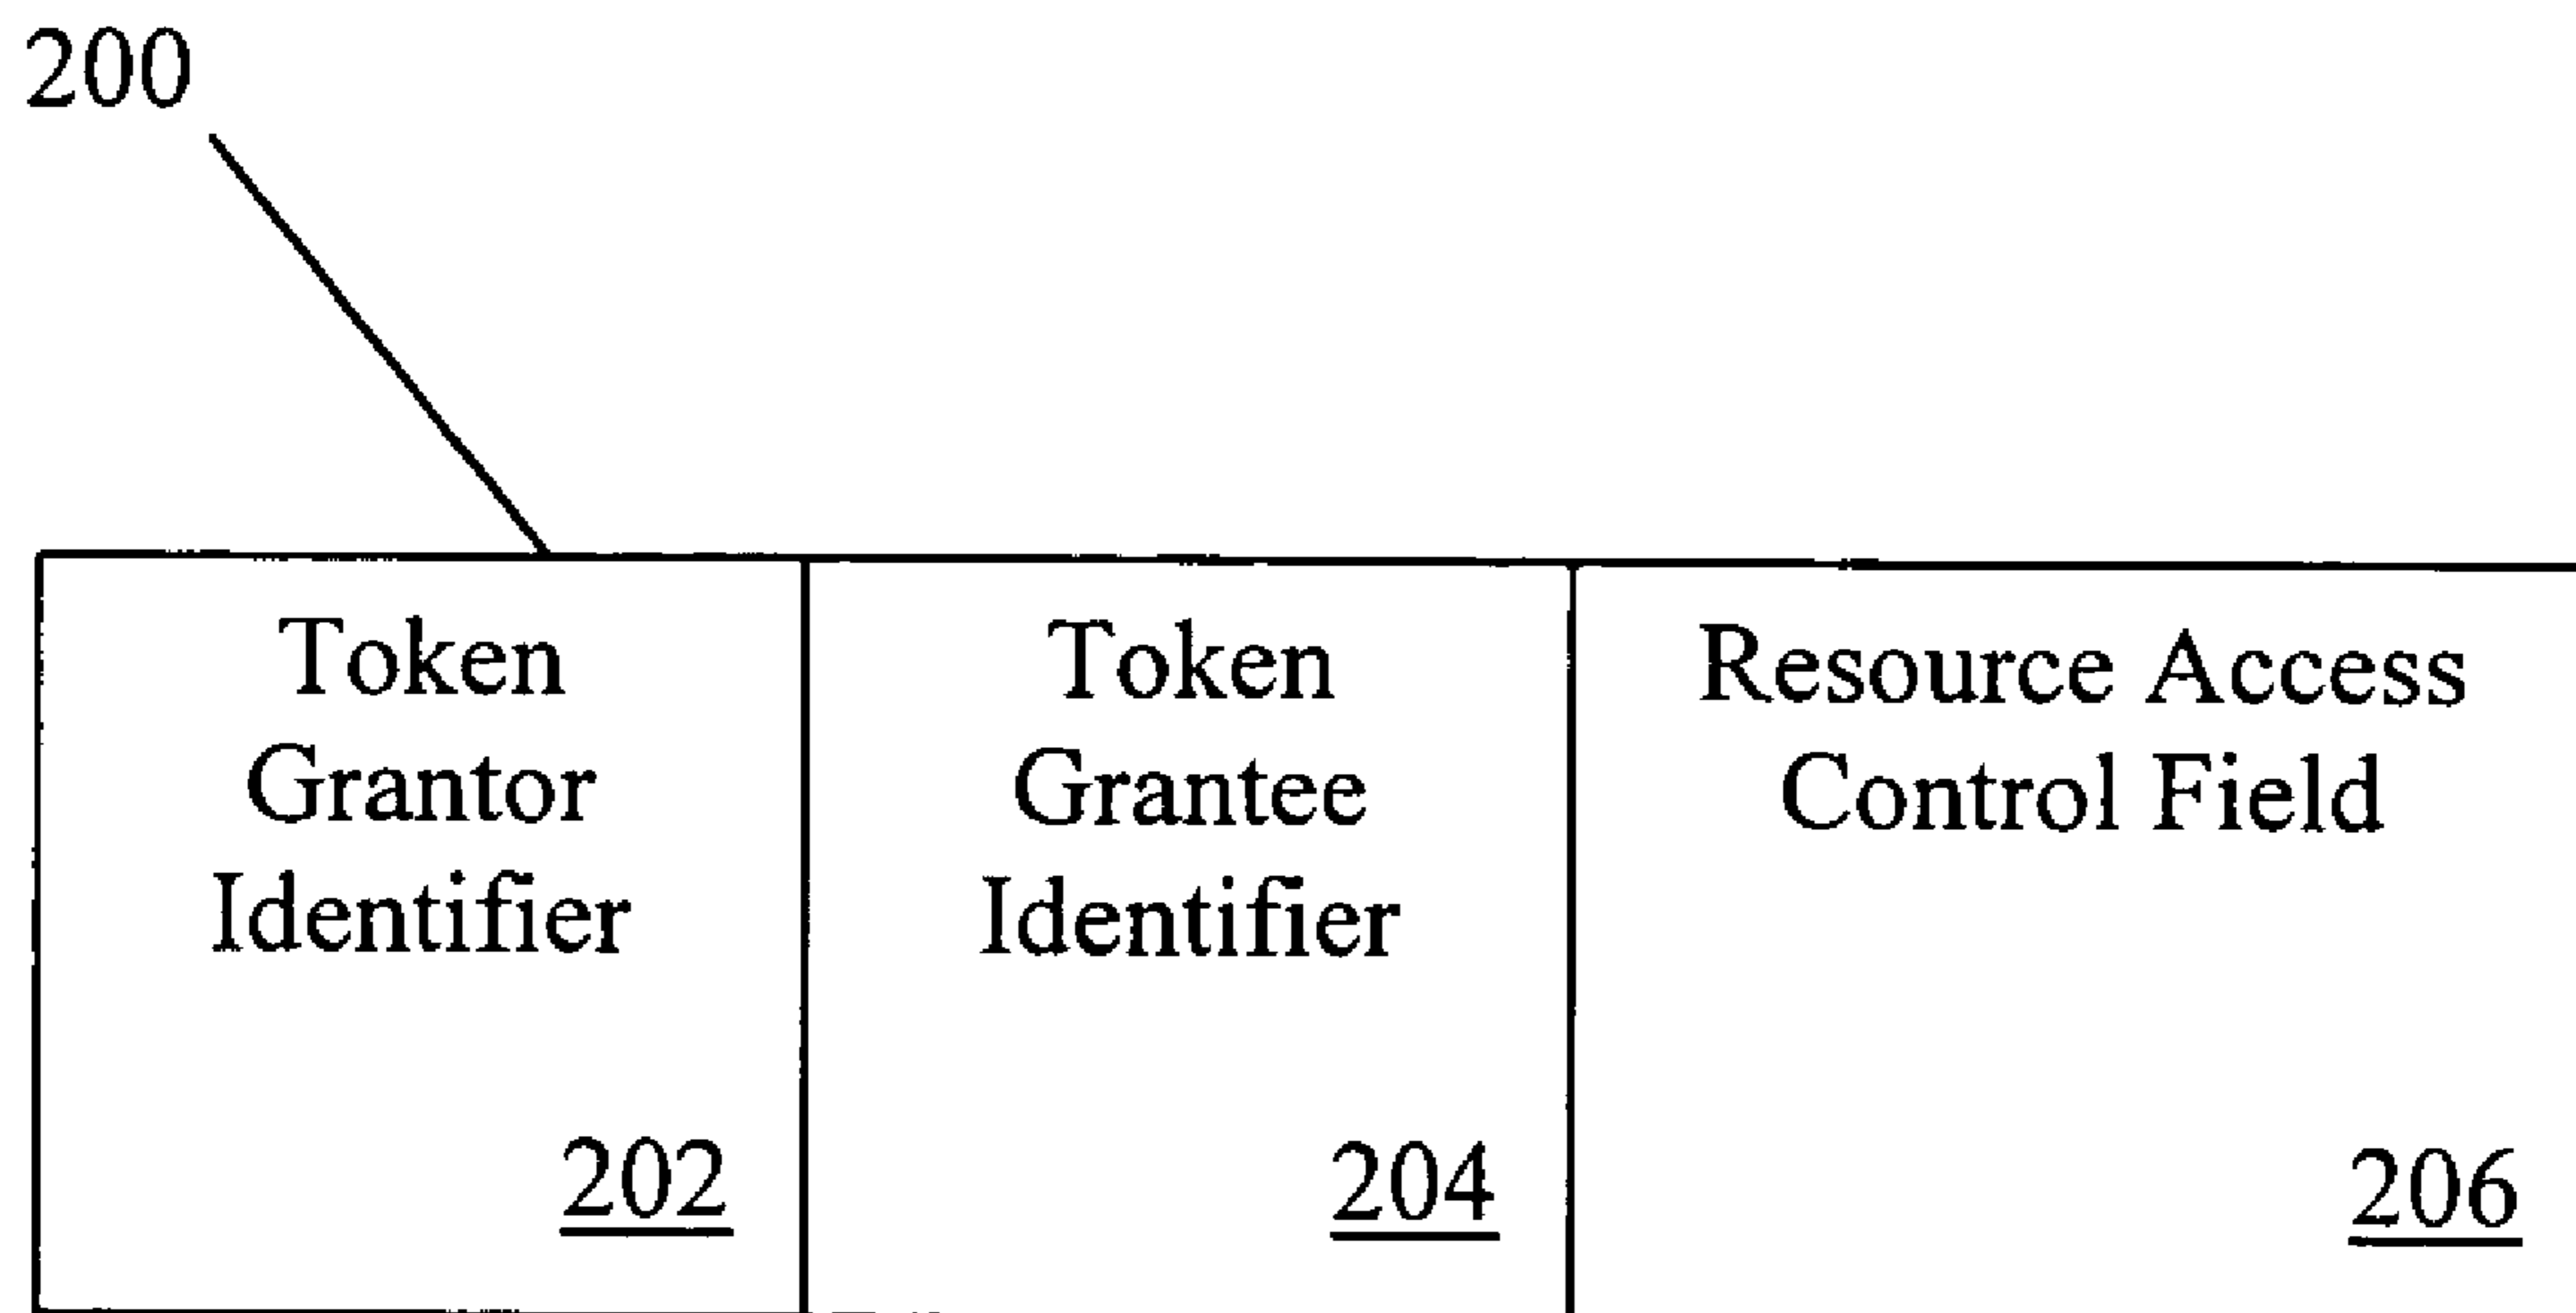 200
Token
Grantor
Identifier
202
Token
Grantee
Identifier
204
Resource Access
Control Field
206